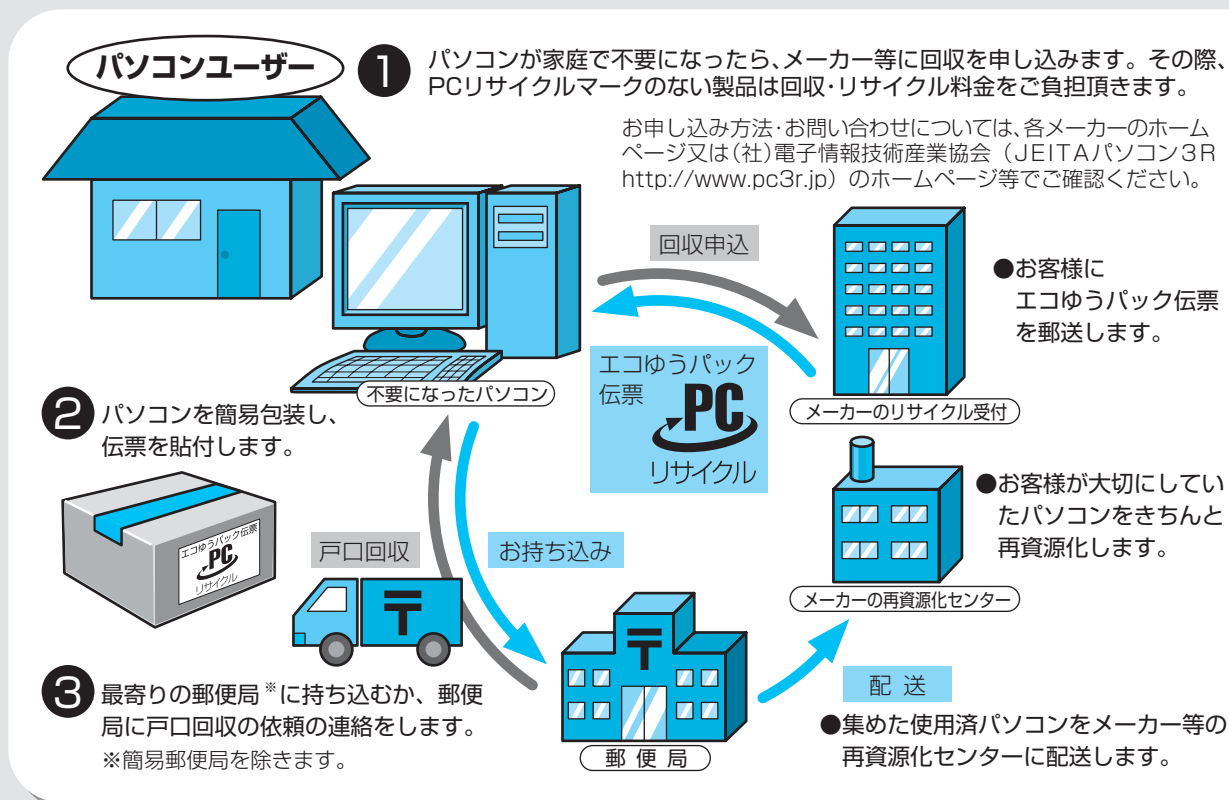 パソコンユーザー
❶ パソコンが家庭で不要になったら、メーカー等に回収を申し込みます。その際、
PCリサイクルマークのない製品は回収・リサイクル料金をご負担頂きます。
お申し込み方法・お問い合わせについては、各メーカーのホーム
ページ又は(社)電子情報技術産業協会(JEITAパソコン3R
http://www.pc3r.jp)のホームページ等でご確認ください。
回収申込
●お客様に
エコゆうパック伝票
を郵送します。
エコゆうパック
伝票
PC
リサイクル
不要になったパソコン
メーカーのリサイクル受付
❷ パソコンを簡易包装し、
伝票を貼付します。
エコゆうパック伝票
PC
リサイクル
戸口回収
お持ち込み
●お客様が大切にしてい
たパソコンをきちんと
再資源化します。
メーカーの再資源化センター
〒
〒
❸ 最寄りの郵便局※に持ち込むか、郵便
局に戸口回収の依頼の連絡をします。
※簡易郵便局を除きます。
郵便局
配送
●集めた使用済パソコンをメーカー等の
再資源化センターに配送します。